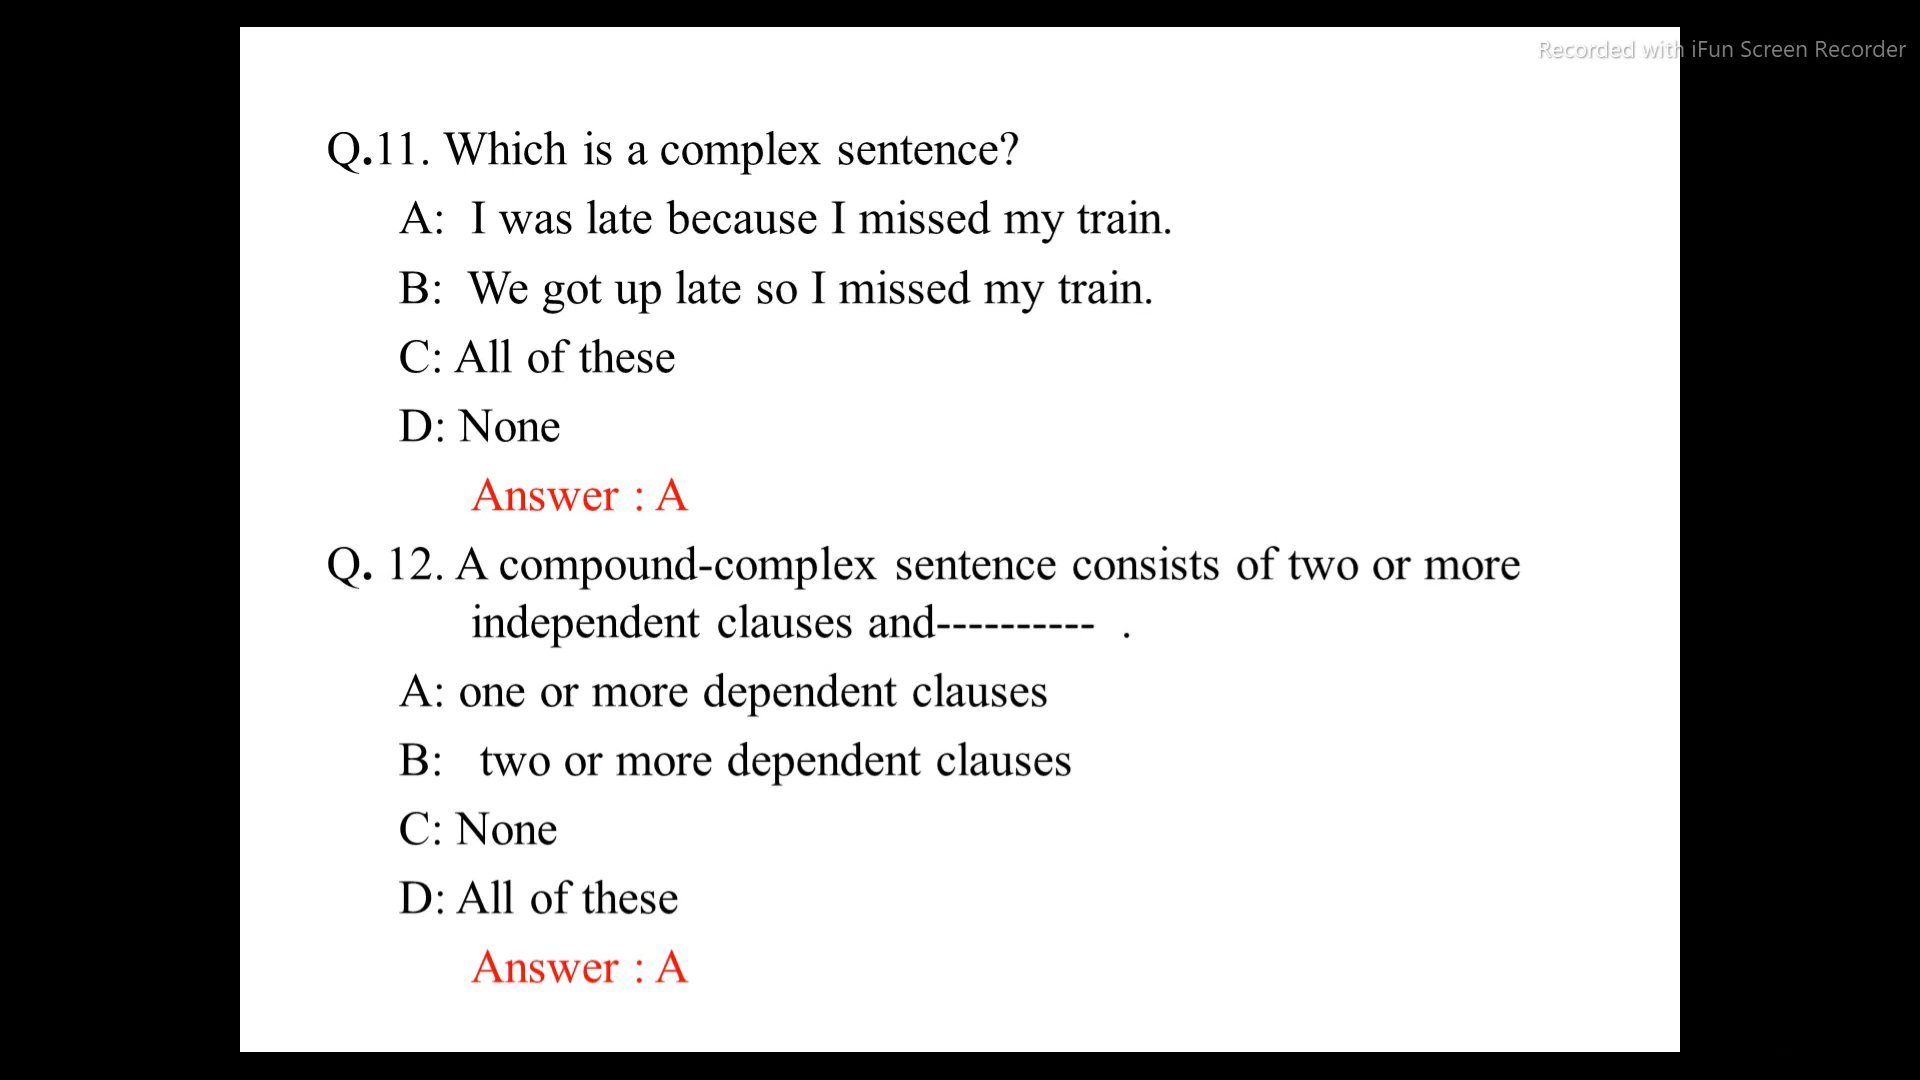 Recorded with iFun Screen Recorder
Q.11. Which is a complex sentence?
A: I was late because I missed my train.
B: We got up late so I missed my train.
C: All of these
D: None
Answer : A
Q. 12. A compound-complex sentence consists of two or more
independent clauses and---------- .
A: one or more dependent clauses
B: two or more dependent clauses
C: None
D: All of these
Answer : A